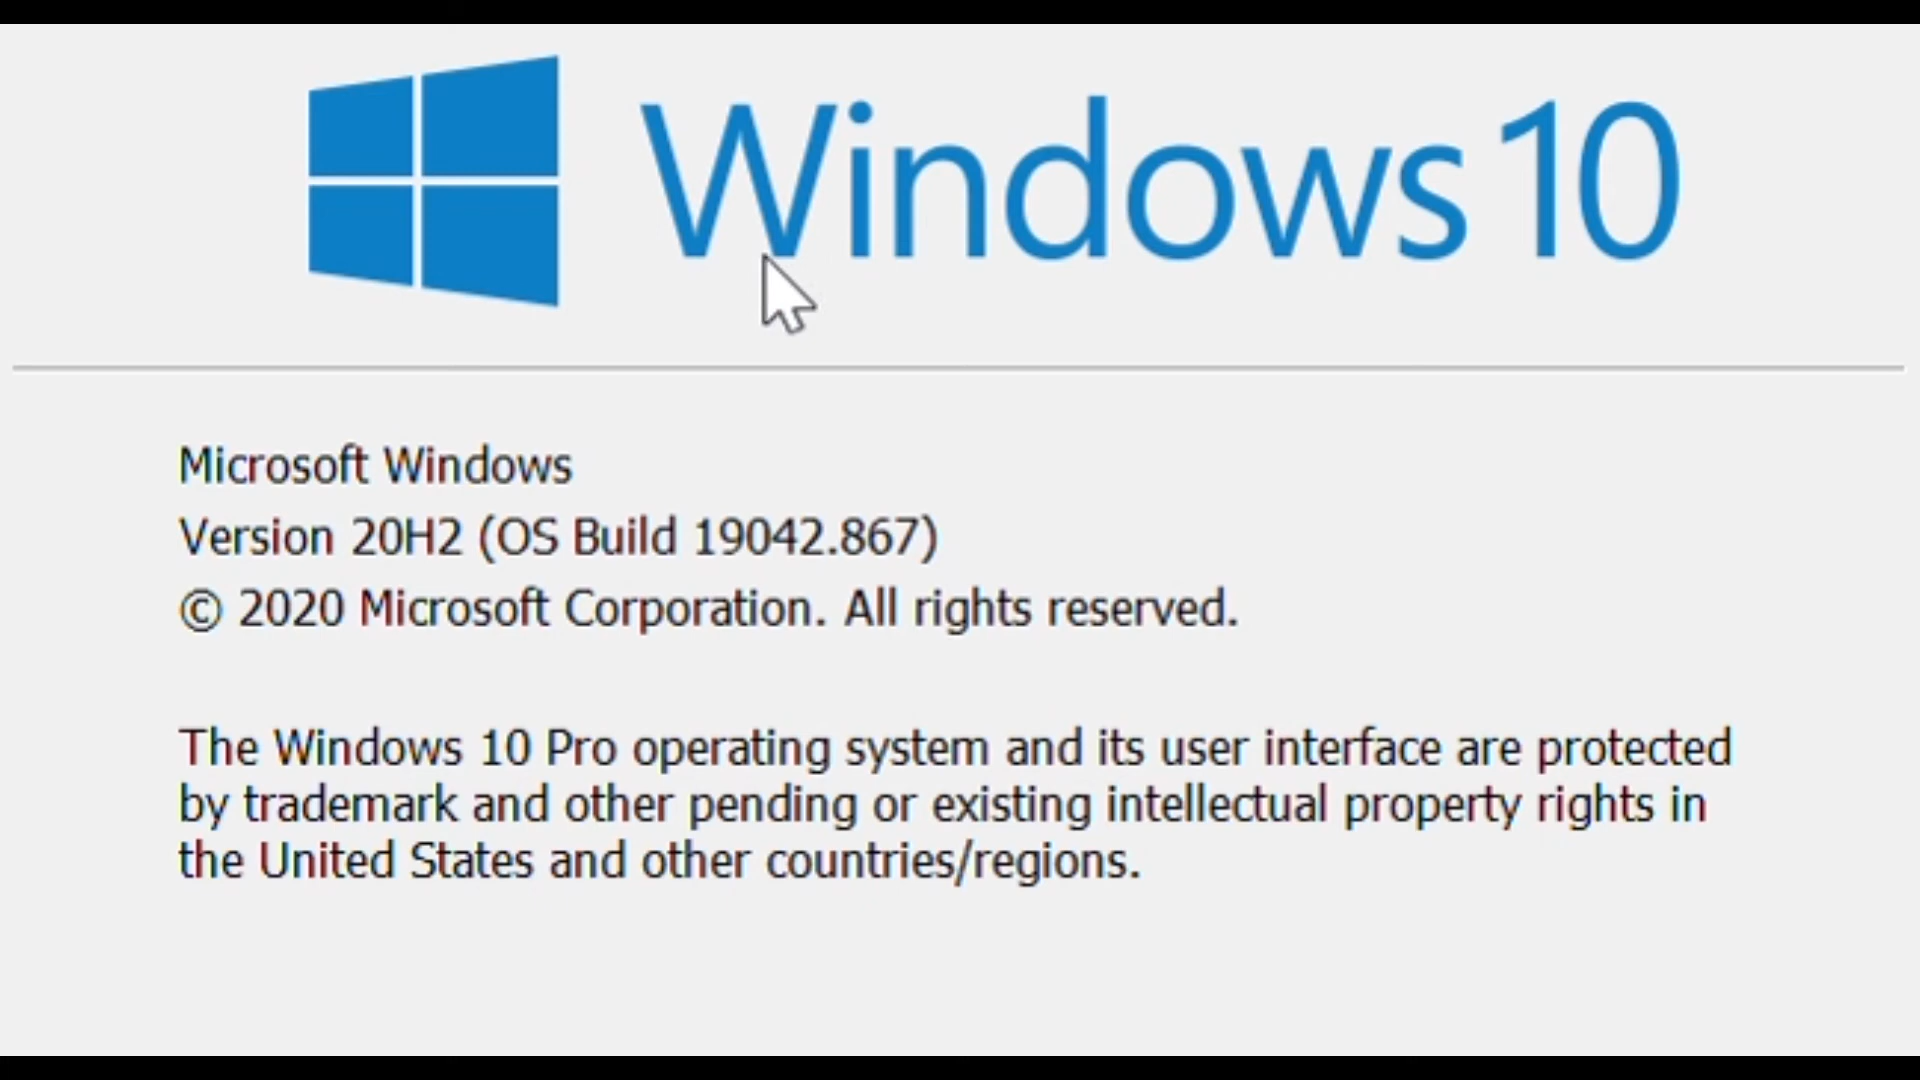 Windows 10
Microsoft Windows
Version 20H2 (OS Build 19042.867)
© 2020 Microsoft Corporation. All rights reserved.
The Windows 10 Pro operating system and its user interface are protected
by trademark and other pending or existing intellectual property rights in
the United States and other countries/regions.